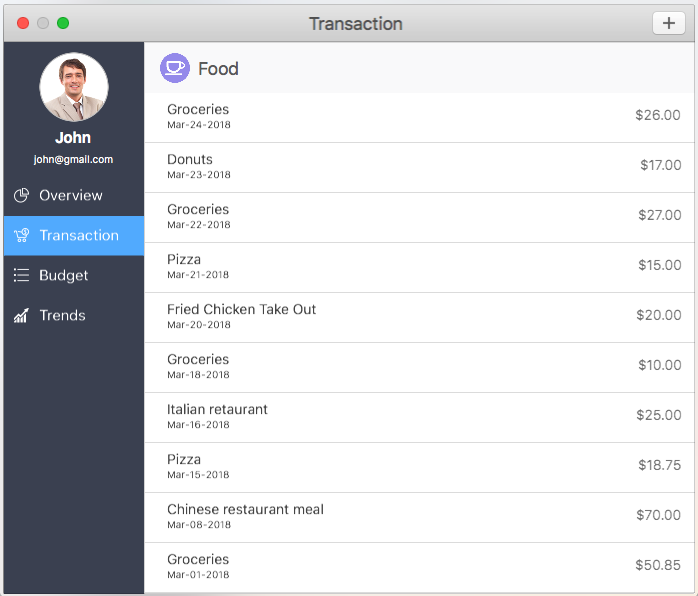 Transaction
+
John
john@gmail.com
Overview
Transaction
Budget
Trends
Food
Groceries
Mar-24-2018
$26.00
Donuts
Mar-23-2018
$17.00
Groceries
Mar-22-2018
$27.00
Pizza
Mar-21-2018
$15.00
Fried Chicken Take Out
Mar-20-2018
$20.00
Groceries
Mar-18-2018
$10.00
Italian retaurant
Mar-16-2018
$25.00
Pizza
Mar-15-2018
$18.75
Chinese restaurant meal
Mar-08-2018
$70.00
Groceries
Mar-01-2018
$50.85